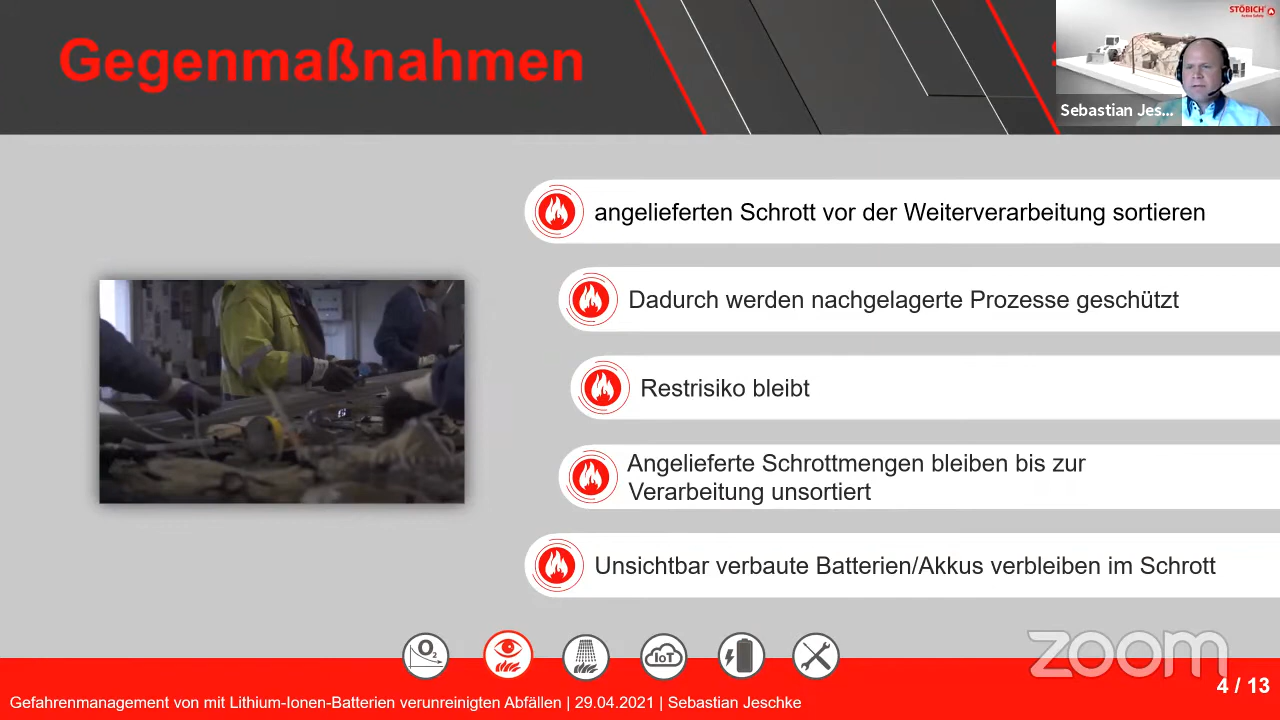 Gegenmaßnahmen
STÖBICH
Sebastian Jes...
angelieferten Schrott vor der Weiterverarbeitung sortieren
Dadurch werden nachgelagerte Prozesse geschützt
Restrisiko bleibt
Angelieferte Schrottmengen bleiben bis zur
Verarbeitung unsortiert
Unsichtbar verbaute Batterien/Akkus verbleiben im Schrott
O2
IoT
zoom
4 / 13
Gefahrenmanagement von mit Lithium-Ionen-Batterien verunreinigten Abfällen | 29.04.2021 | Sebastian Jeschke